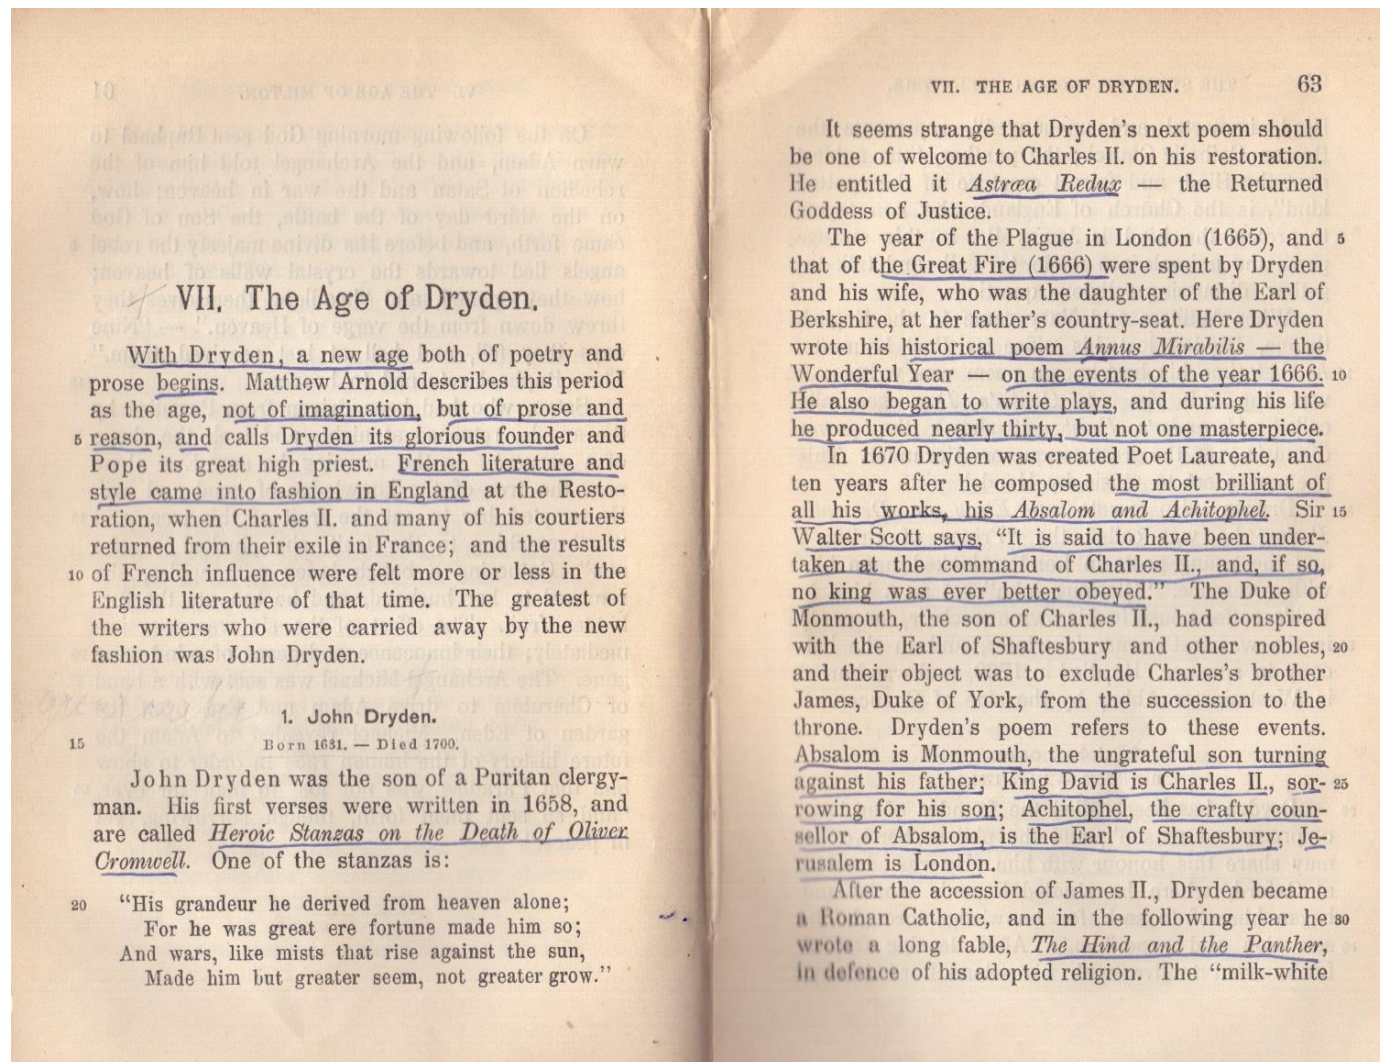 VII. The Age of Dryden.
With Dryden, a new age both of poetry and
prose begins. Matthew Arnold describes this period
as the age, not of imagination, but of prose and
5 reason, and calls Dryden its glorious founder and
Pope its great high priest. French literature and
style came into fashion in England at the Resto-
ration, when Charles II. and many of his courtiers
returned from their exile in France; and the results
10 of French influence were felt more or less in the
English literature of that time. The greatest of
the writers who were carried away by the new
fashion was John Dryden.
1. John Dryden.
15 Born 1631. — Died 1700.
John Dryden was the son of a Puritan clergy-
man. His first verses were written in 1658, and
are called Heroic Stanzas on the Death of Oliver
Cromwell. One of the stanzas is:
20 “His grandeur he derived from heaven alone;
For he was great ere fortune made him so;
And wars, like mists that rise against the sun,
Made him but greater seem, not greater grow.”
VII. THE AGE OF DRYDEN. 63
It seems strange that Dryden’s next poem should
be one of welcome to Charles II. on his restoration.
He entitled it Astræa Redux — the Returned
Goddess of Justice.
The year of the Plague in London (1665), and 5
that of the Great Fire (1666) were spent by Dryden
and his wife, who was the daughter of the Earl of
Berkshire, at her father’s country-seat. Here Dryden
wrote his historical poem Annus Mirabilis — the
Wonderful Year — on the events of the year 1666. 10
He also began to write plays, and during his life
he produced nearly thirty, but not one masterpiece.
In 1670 Dryden was created Poet Laureate, and
ten years after he composed the most brilliant of
all his works, his Absalom and Achitophel. Sir 15
Walter Scott says, “It is said to have been under-
taken at the command of Charles II., and, if so,
no king was ever better obeyed.” The Duke of
Monmouth, the son of Charles II., had conspired
with the Earl of Shaftesbury and other nobles, 20
and their object was to exclude Charles’s brother
James, Duke of York, from the succession to the
throne. Dryden’s poem refers to these events.
Absalom is Monmouth, the ungrateful son turning
against his father; King David is Charles II., sor- 25
rowing for his son; Achitophel, the crafty coun-
sellor of Absalom, is the Earl of Shaftesbury; Je-
rusalem is London.
After the accession of James II., Dryden became
a Roman Catholic, and in the following year he 30
wrote a long fable, The Hind and the Panther,
in defence of his adopted religion. The “milk-white